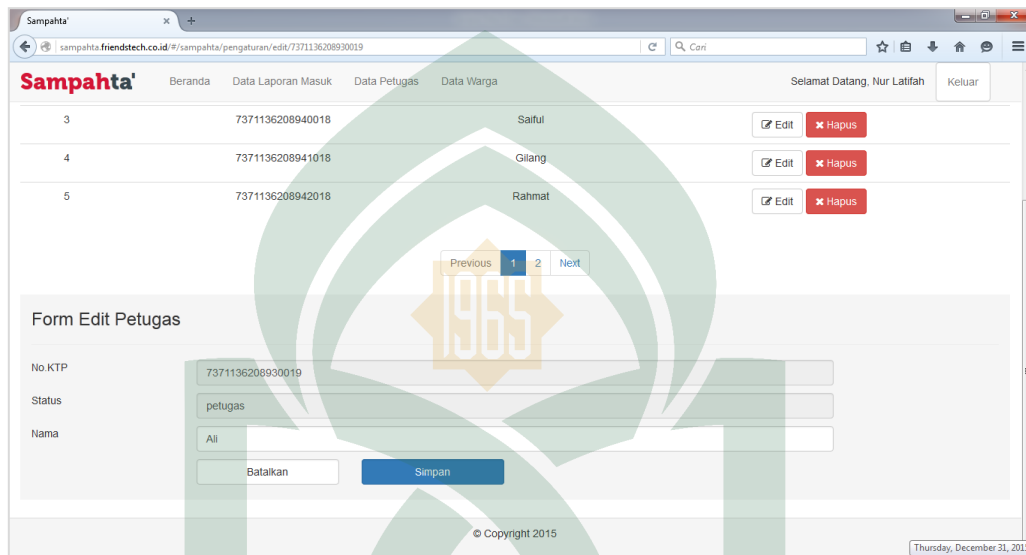 Sampahta' × +
sampahta.friendstech.co.id/#/sampahta/pengaturan/edit/7371136208930019 Cari
Sampahta' Beranda Data Laporan Masuk Data Petugas Data Warga Selamat Datang, Nur Latifah Keluar
3 7371136208940018 Saiful Edit Hapus
4 7371136208941018 Gilang Edit Hapus
5 7371136208942018 Rahmat Edit Hapus
Previous 1 2 Next
1965
Form Edit Petugas
No.KTP 7371136208930019
Status petugas
Nama Ali
Batalkan Simpan
© Copyright 2015
Thursday, December 31,